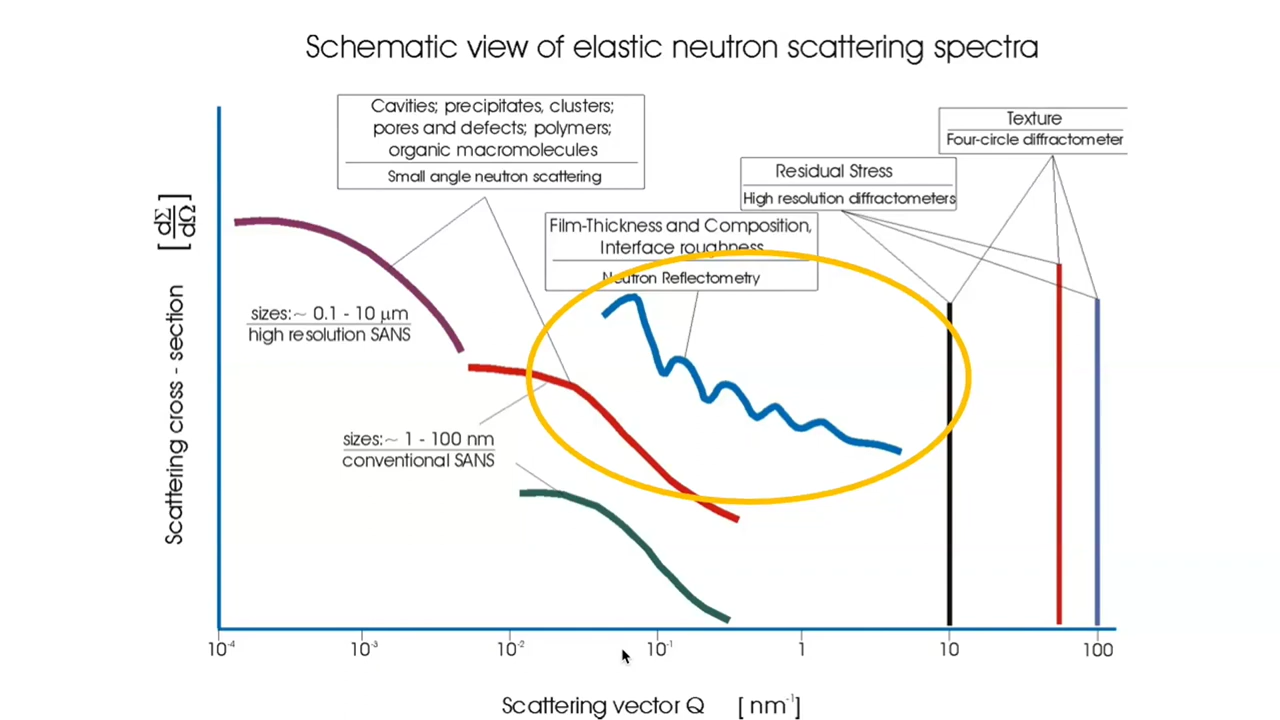 Schematic view of elastic neutron scattering spectra
Cavities; precipitates, clusters;
pores and defects; polymers;
organic macromolecules
Small angle neutron scattering
Texture
Four-circle diffractometer
Residual Stress
High resolution diffractometers
Film-Thickness and Composition,
Interface roughness
Neutron Reflectometry
sizes:~ 0.1 - 10 μm
high resolution SANS
sizes:~ 1 - 100 nm
conventional SANS
Scattering cross - section [dΣ/dΩ]
10⁻⁴ 10⁻³ 10⁻² 10⁻¹ 1 10 100
Scattering vector Q [ nm⁻¹]